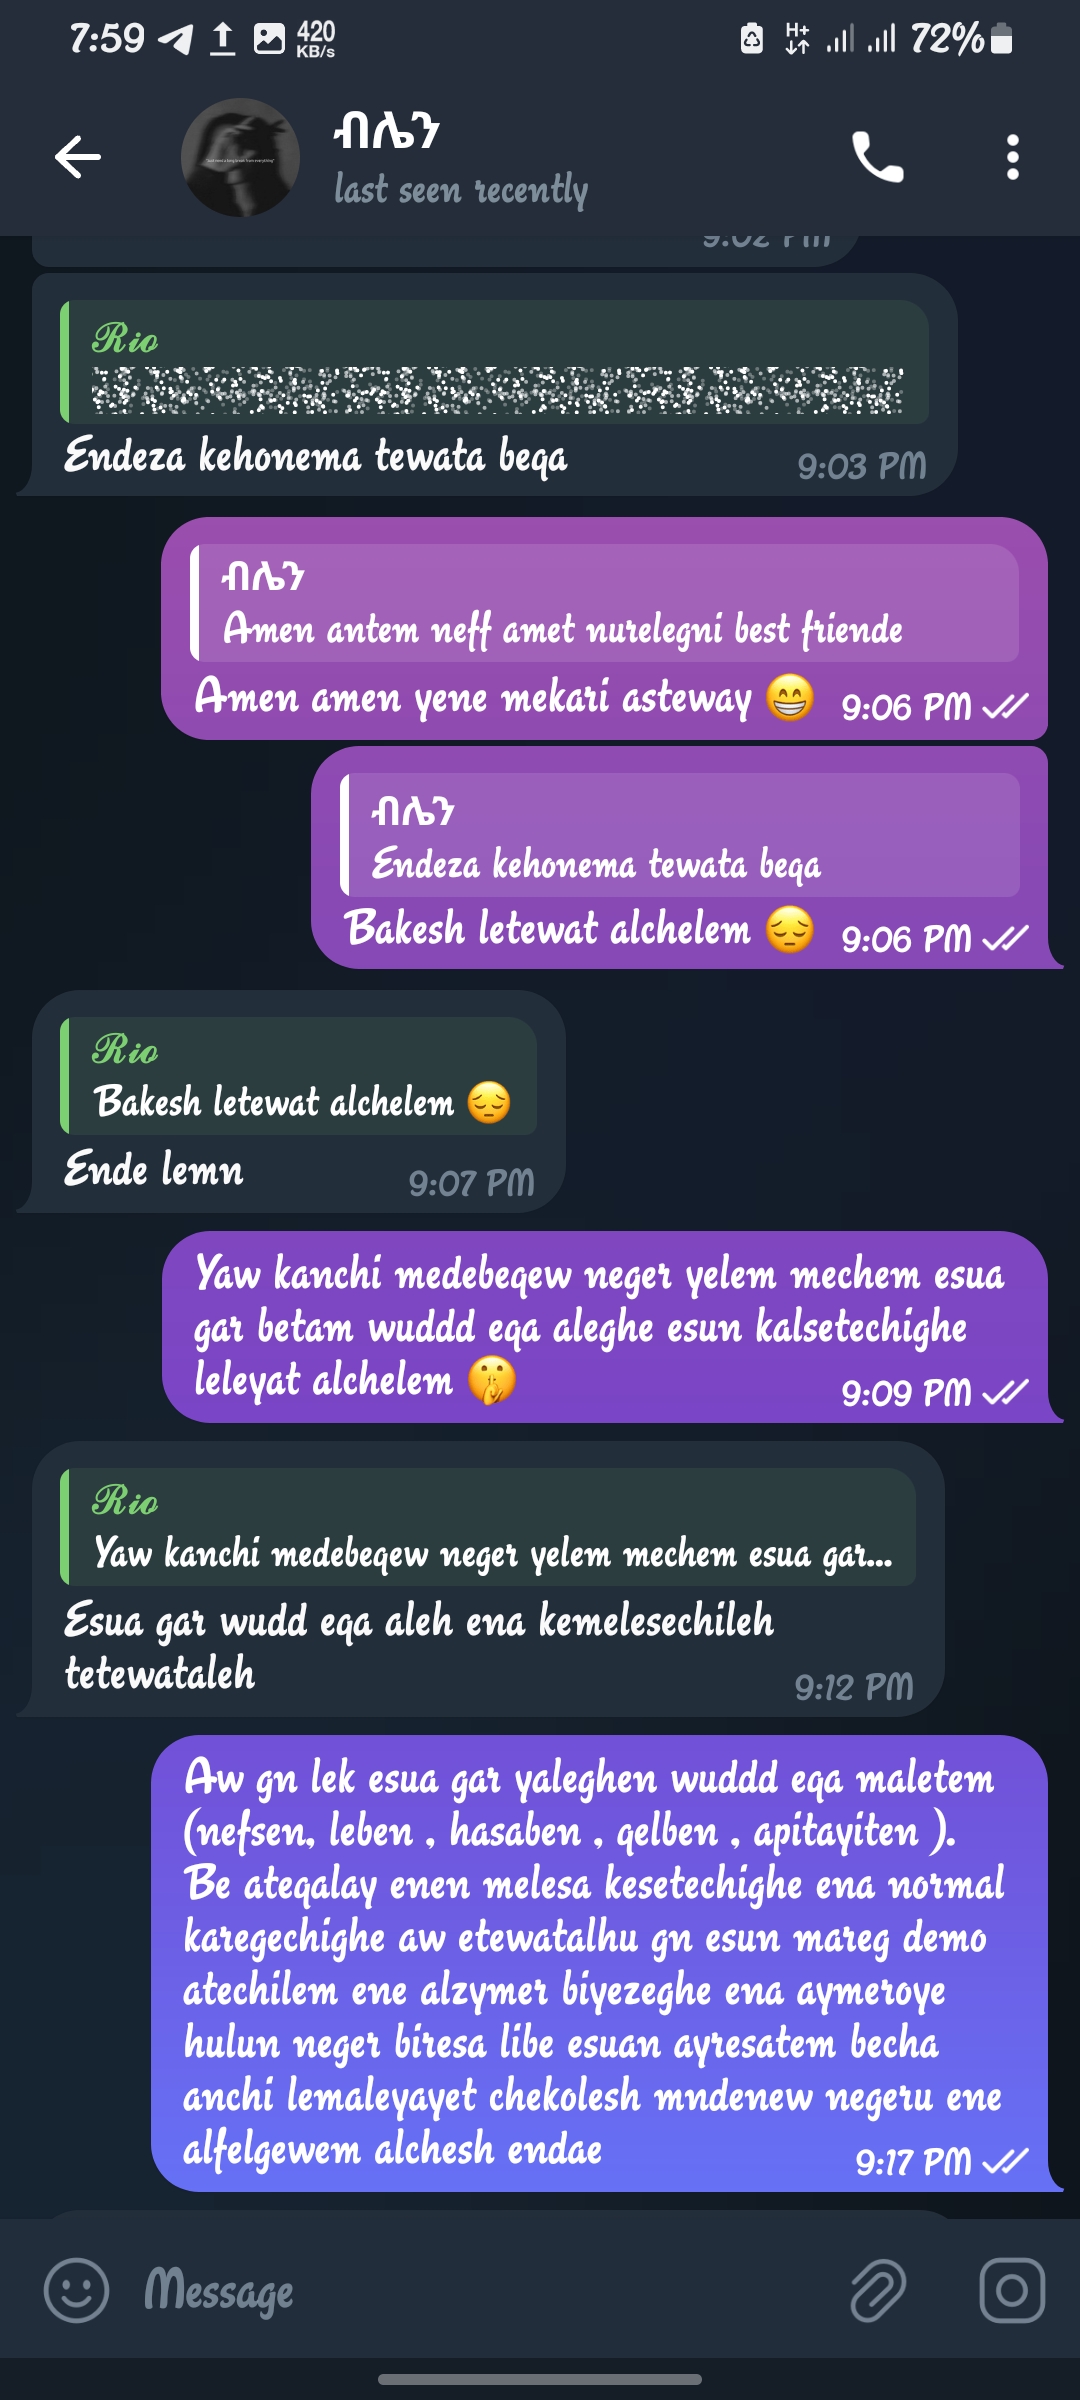 7:59
420
KB/s
H+
72%
ብሌን
last seen recently
9:02 PM
Rio
Endeza kehonema tewata beqa
9:03 PM
ብሌን
Amen antem neff amet nurelegni best friende
Amen amen yene mekari asteway 😁 9:06 PM
ብሌን
Endeza kehonema tewata beqa
Bakesh letewat alchelem 😔 9:06 PM
Rio
Bakesh letewat alchelem 😔
Ende lemn
9:07 PM
Yaw kanchi medebeqew neger yelem mechem esua
gar betam wuddd eqa aleghe esun kalsetechighe
leleyat alchelem 🤫
9:09 PM
Rio
Yaw kanchi medebeqew neger yelem mechem esua gar...
Esua gar wudd eqa aleh ena kemelesechileh
tetewataleh
9:12 PM
Aw gn lek esua gar yaleghen wuddd eqa maletem
(nefsen, leben , hasaben , qelben , apitayiten ).
Be ateqalay enen melesa kesetechighe ena normal
karegechighe aw etewatalhu gn esun mareg demo
atechilem ene alzymer biyezeghe ena aymeroye
hulun neger biresa libe esuan ayresatem becha
anchi lemaleyayet chekolesh mndenew negeru ene
alfelgewem alchesh endae
9:17 PM
Message